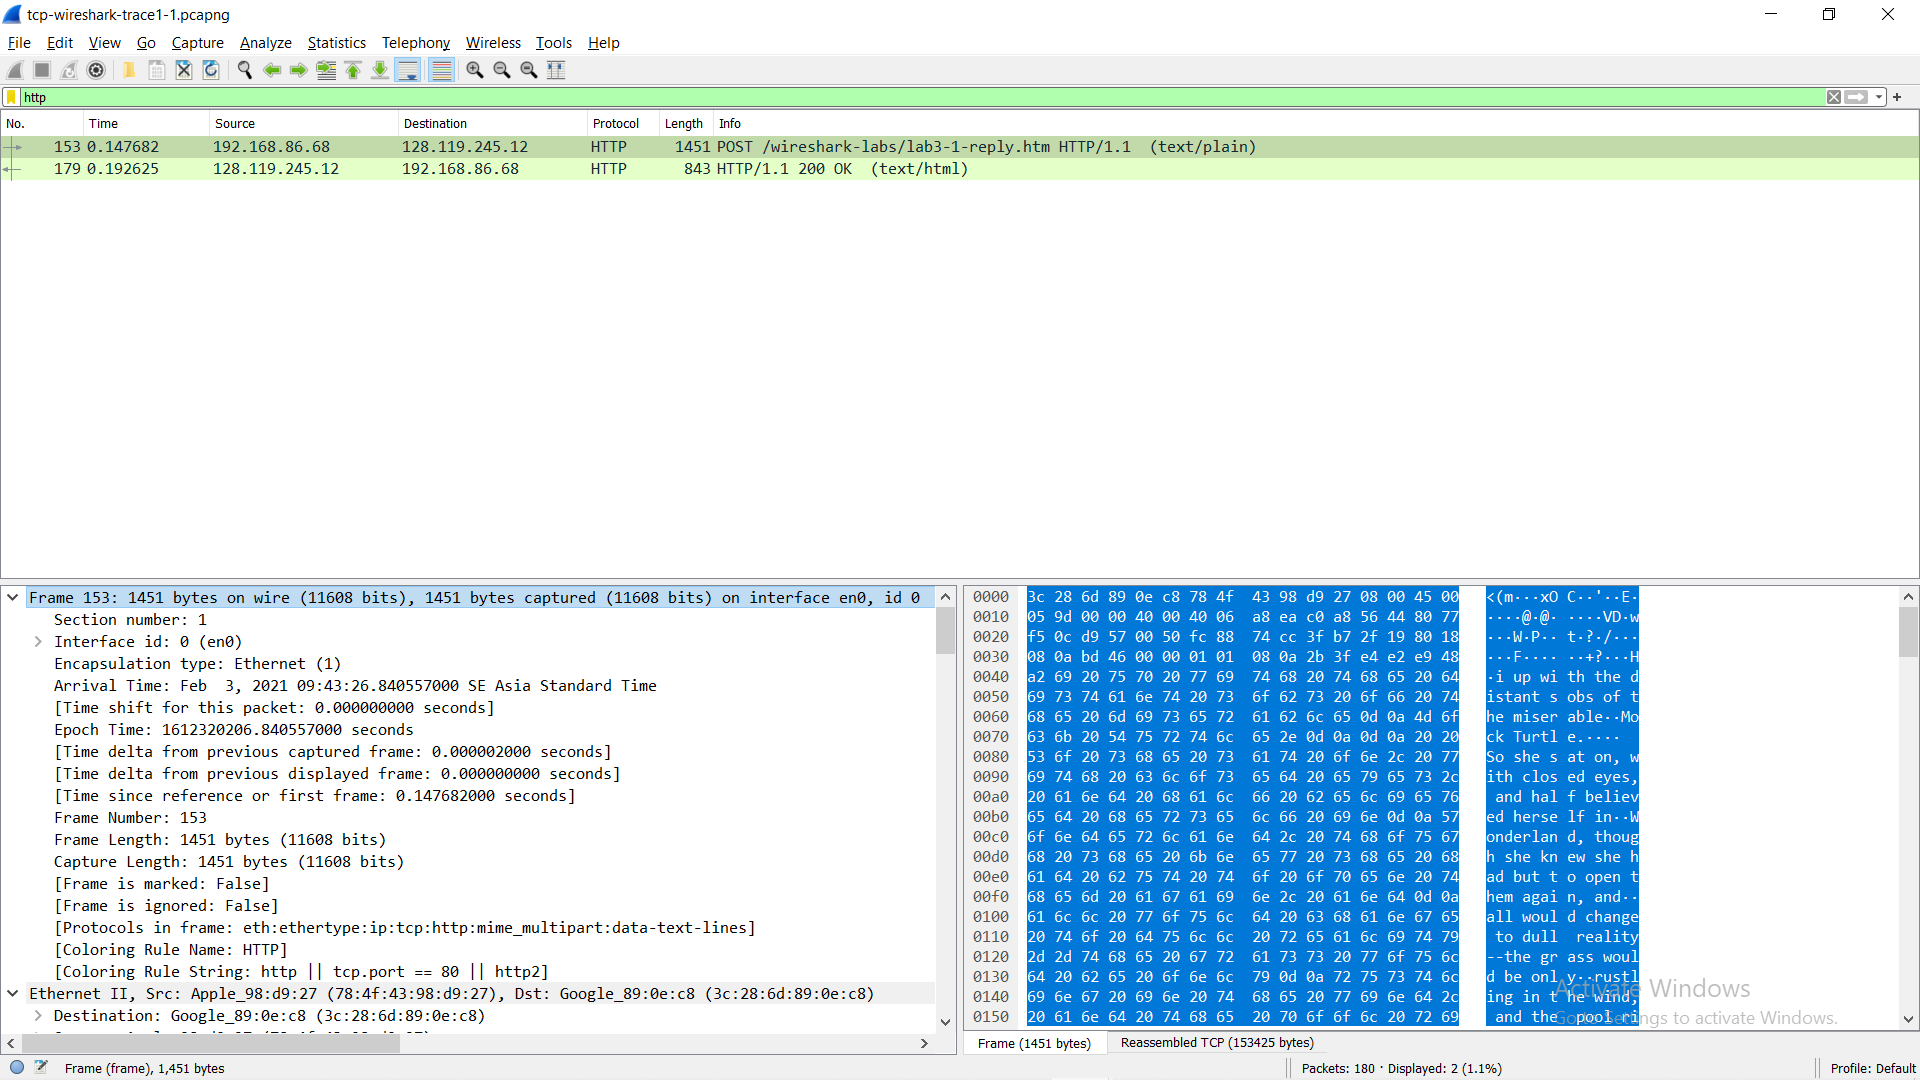 tcp-wireshark-trace1-1.pcapng
File Edit View Go Capture Analyze Statistics Telephony Wireless Tools Help
http
No. Time Source Destination Protocol Length Info
153 0.147682 192.168.86.68 128.119.245.12 HTTP 1451 POST /wireshark-labs/lab3-1-reply.htm HTTP/1.1 (text/plain)
179 0.192625 128.119.245.12 192.168.86.68 HTTP 843 HTTP/1.1 200 OK (text/html)
Frame 153: 1451 bytes on wire (11608 bits), 1451 bytes captured (11608 bits) on interface en0, id 0
Section number: 1
Interface id: 0 (en0)
Encapsulation type: Ethernet (1)
Arrival Time: Feb 3, 2021 09:43:26.840557000 SE Asia Standard Time
[Time shift for this packet: 0.000000000 seconds]
Epoch Time: 1612320206.840557000 seconds
[Time delta from previous captured frame: 0.000002000 seconds]
[Time delta from previous displayed frame: 0.000000000 seconds]
[Time since reference or first frame: 0.147682000 seconds]
Frame Number: 153
Frame Length: 1451 bytes (11608 bits)
Capture Length: 1451 bytes (11608 bits)
[Frame is marked: False]
[Frame is ignored: False]
[Protocols in frame: eth:ethertype:ip:tcp:http:mime_multipart:data-text-lines]
[Coloring Rule Name: HTTP]
[Coloring Rule String: http || tcp.port == 80 || http2]
Ethernet II, Src: Apple_98:d9:27 (78:4f:43:98:d9:27), Dst: Google_89:0e:c8 (3c:28:6d:89:0e:c8)
Destination: Google_89:0e:c8 (3c:28:6d:89:0e:c8)
0000 3c 28 6d 89 0e c8 78 4f 43 98 d9 27 08 00 45 00 <(m···xO C··'··E·
0010 05 9d 00 00 40 00 40 06 a8 ea c0 a8 56 44 80 77 ····@·@· ····VD·w
0020 f5 0c d9 57 00 50 fc 88 74 cc 3f b7 2f 19 80 18 ···W·P·· t·?·/···
0030 08 0a bd 46 00 00 01 01 08 0a 2b 3f e4 e2 e9 48 ···F···· ··+?···H
0040 a2 69 20 75 70 20 77 69 74 68 20 74 68 65 20 64 ·i up wi th the d
0050 69 73 74 61 6e 74 20 73 6f 62 73 20 6f 66 20 74 istant s obs of t
0060 68 65 20 6d 69 73 65 72 61 62 6c 65 0d 0a 4d 6f he miser able··Mo
0070 63 6b 20 54 75 72 74 6c 65 2e 0d 0a 0d 0a 20 20 ck Turtl e.····
0080 53 6f 20 73 68 65 20 73 61 74 20 6f 6e 2c 20 77 So she s at on, w
0090 69 74 68 20 63 6c 6f 73 65 64 20 65 79 65 73 2c ith clos ed eyes,
00a0 20 61 6e 64 20 68 61 6c 66 20 62 65 6c 69 65 76 and hal f believ
00b0 65 64 20 68 65 72 73 65 6c 66 20 69 6e 0d 0a 57 ed herse lf in··W
00c0 6f 6e 64 65 72 6c 61 6e 64 2c 20 74 68 6f 75 67 onderlan d, thoug
00d0 68 20 73 68 65 20 6b 6e 65 77 20 73 68 65 20 68 h she kn ew she h
00e0 61 64 20 62 75 74 20 74 6f 20 6f 70 65 6e 20 74 ad but t o open t
00f0 68 65 6d 20 61 67 61 69 6e 2c 20 61 6e 64 0d 0a hem agai n, and··
0100 61 6c 6c 20 77 6f 75 6c 64 20 63 68 61 6e 67 65 all woul d change
0110 20 74 6f 20 64 75 6c 6c 20 72 65 61 6c 69 74 79 to dull reality
0120 2d 2d 74 68 65 20 67 72 61 73 73 20 77 6f 75 6c --the gr ass woul
0130 64 20 62 65 20 6f 6e 6c 79 0d 0a 72 75 73 74 6c d be onl y··rustl
0140 69 6e 67 20 69 6e 20 74 68 65 20 77 69 6e 64 2c ing in t he wind,
0150 20 61 6e 64 20 74 68 65 20 70 6f 6f 6c 20 72 69 and the pool ri
Activate Windows
Go to Settings to activate Windows.
Frame (1451 bytes) Reassembled TCP (153425 bytes)
Frame (frame), 1,451 bytes Packets: 180 · Displayed: 2 (1.1%) Profile: Default